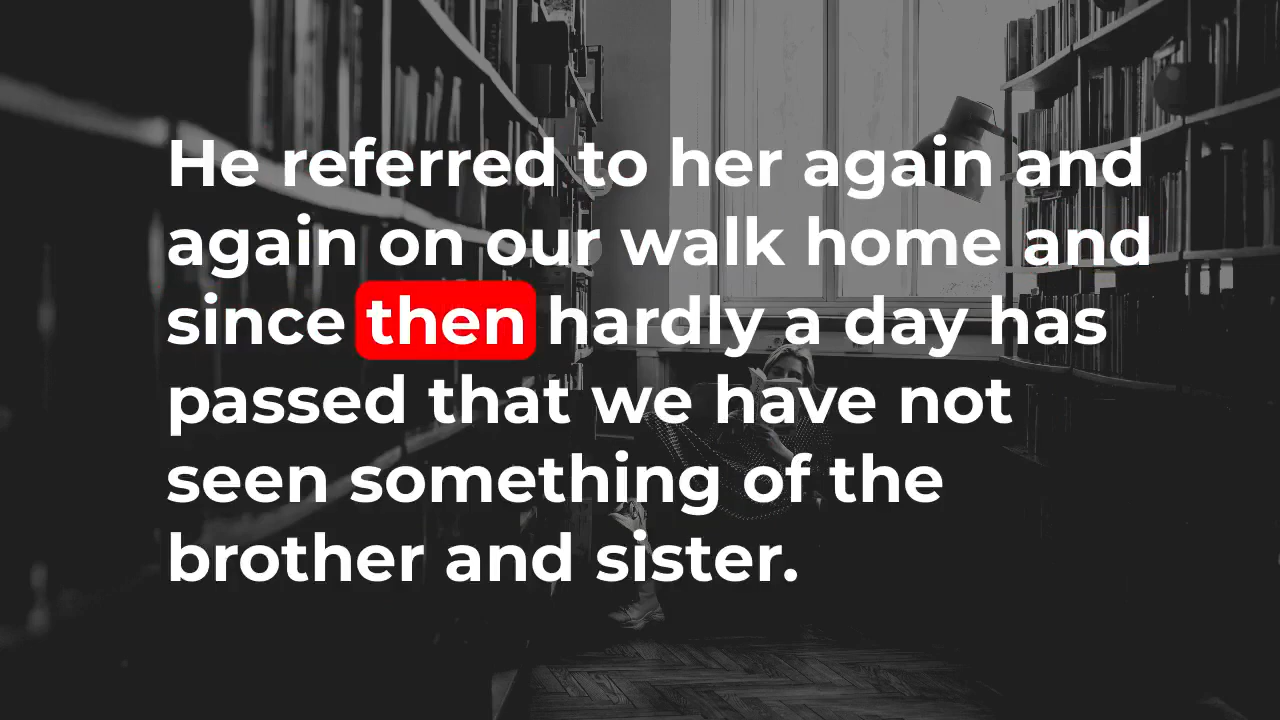 He referred to her again and
again on our walk home and
since then hardly a day has
passed that we have not
seen something of the
brother and sister.